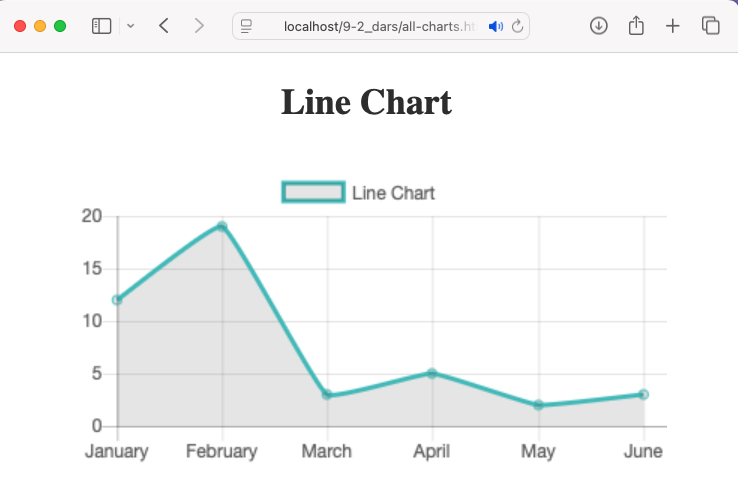 localhost/9-2_dars/all-charts.ht
Line Chart
Line Chart
20
15
10
5
0
January February March April May June